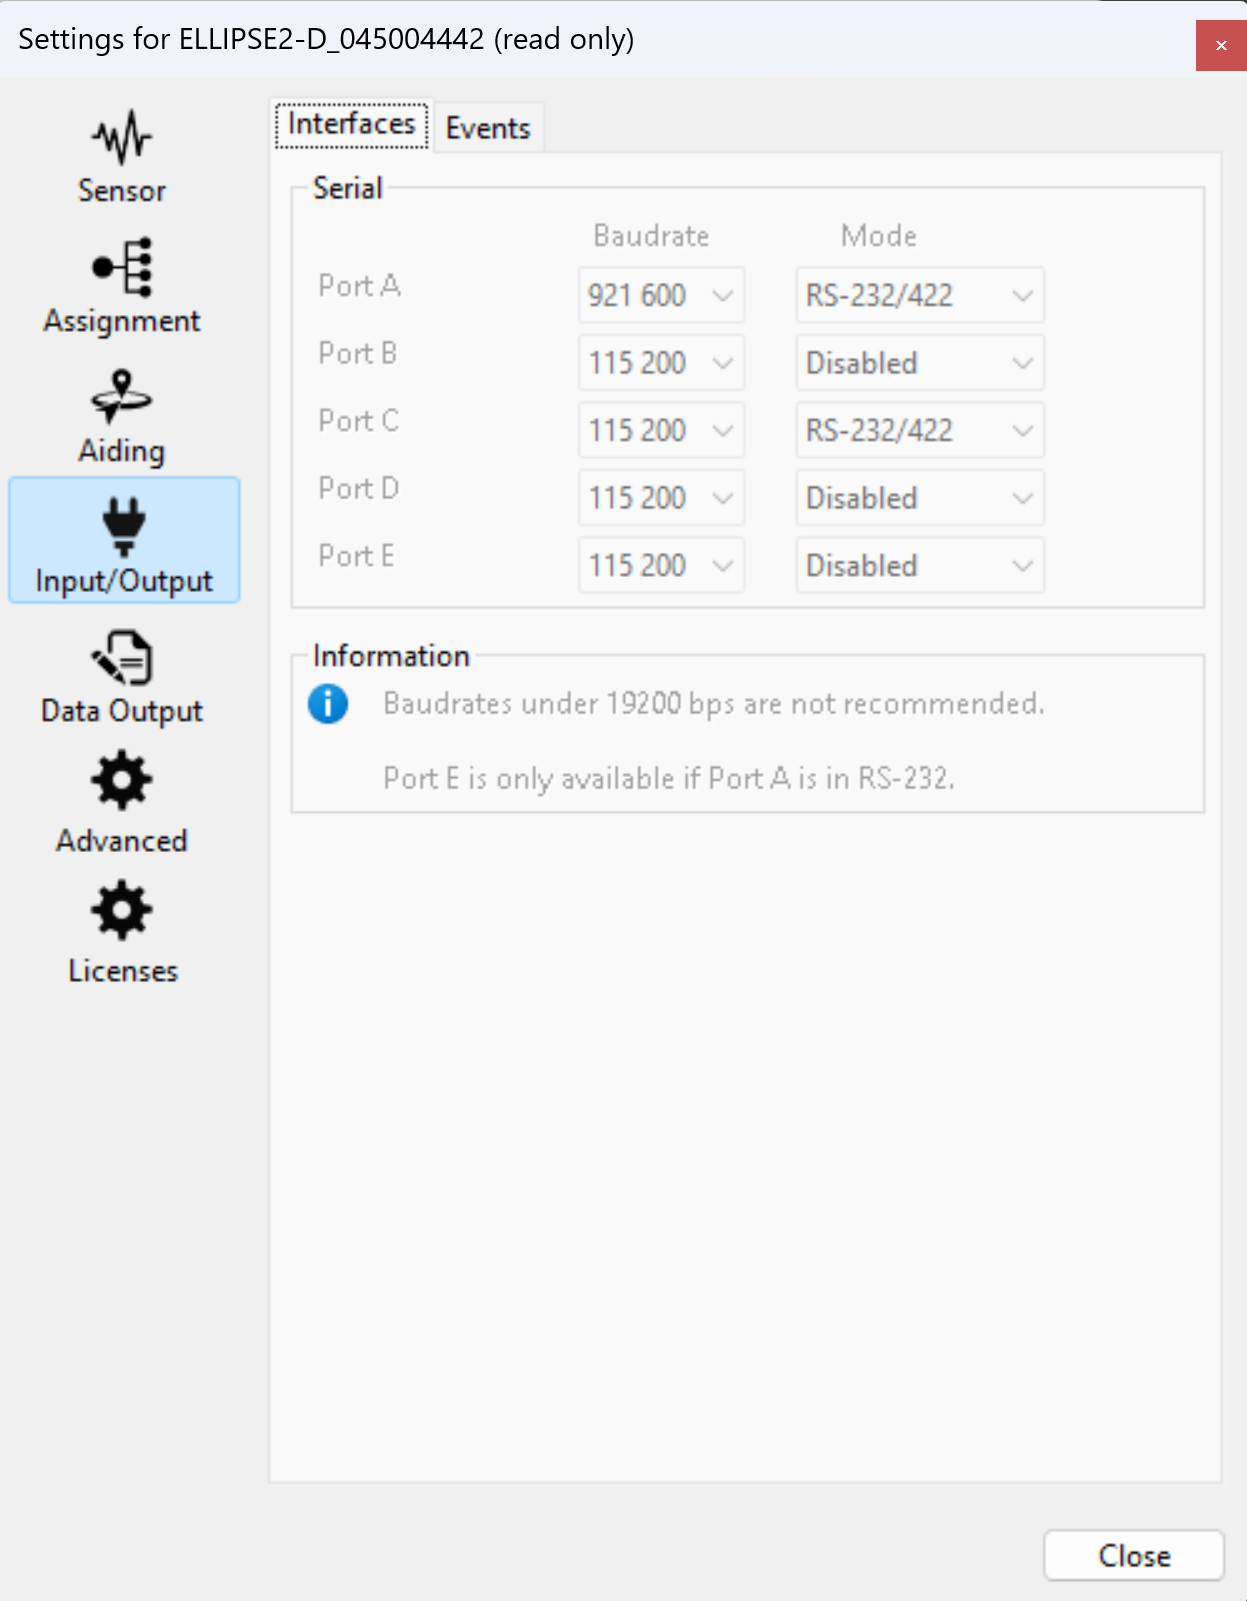 Settings for ELLIPSE2-D_045004442 (read only)
Sensor
Assignment
Aiding
Input/Output
Data Output
Advanced
Licenses
Interfaces Events
Serial
Baudrate Mode
Port A 921 600 RS-232/422
Port B 115 200 Disabled
Port C 115 200 RS-232/422
Port D 115 200 Disabled
Port E 115 200 Disabled
Information
Baudrates under 19200 bps are not recommended.
Port E is only available if Port A is in RS-232.
Close